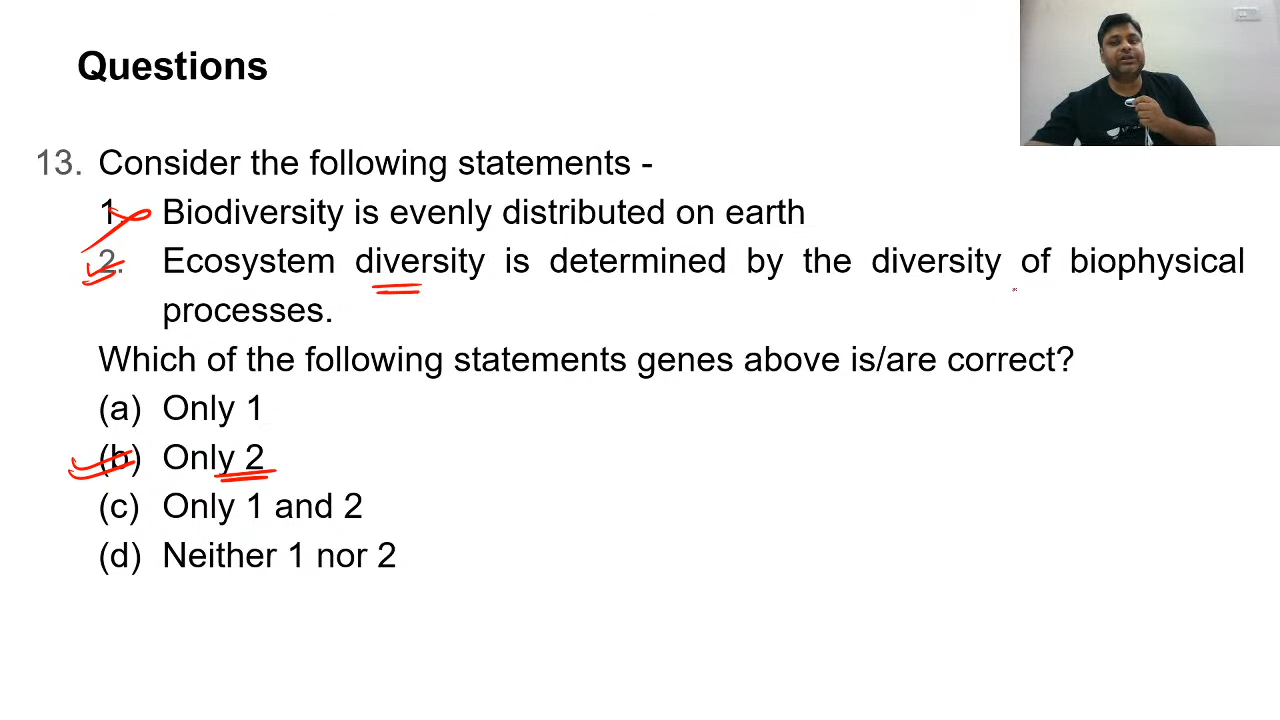 Questions
13. Consider the following statements -
1. Biodiversity is evenly distributed on earth
2. Ecosystem diversity is determined by the diversity of biophysical
processes.
Which of the following statements genes above is/are correct?
(a) Only 1
(b) Only 2
(c) Only 1 and 2
(d) Neither 1 nor 2